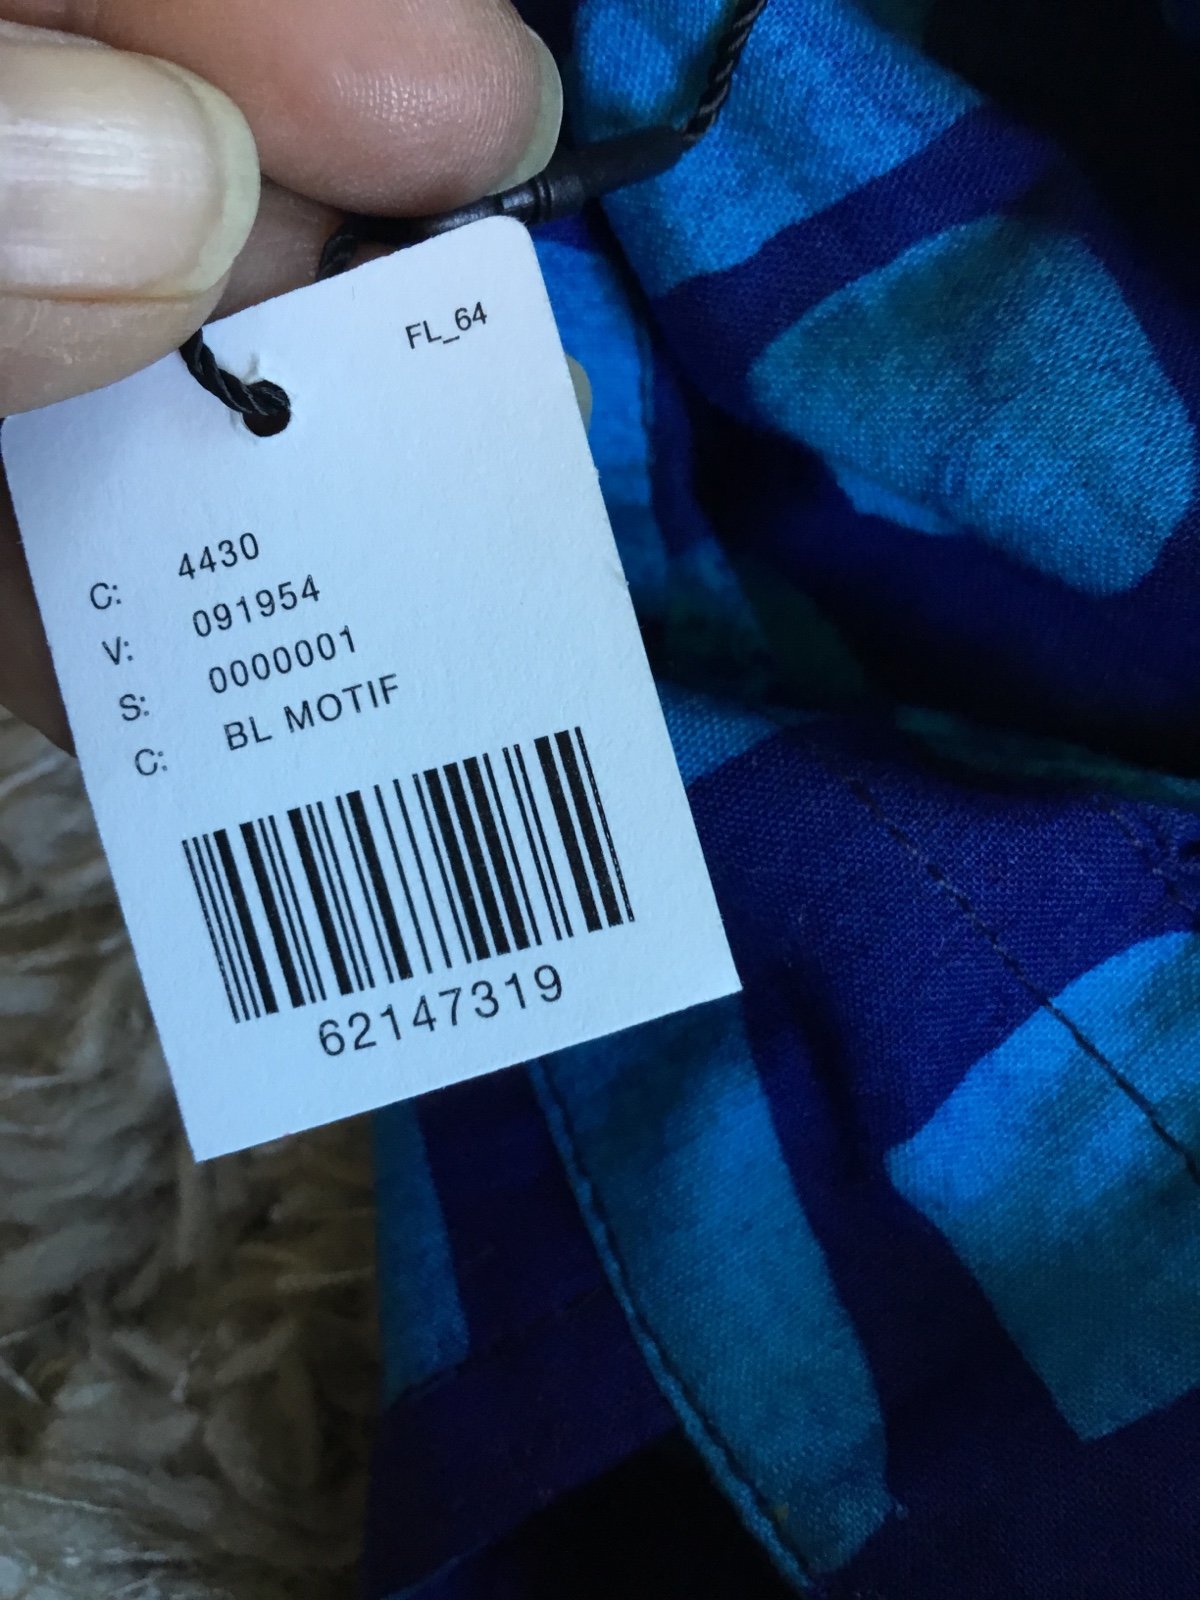 FL_64
C: 4430
V: 091954
S: 0000001
C: BL MOTIF
62147319